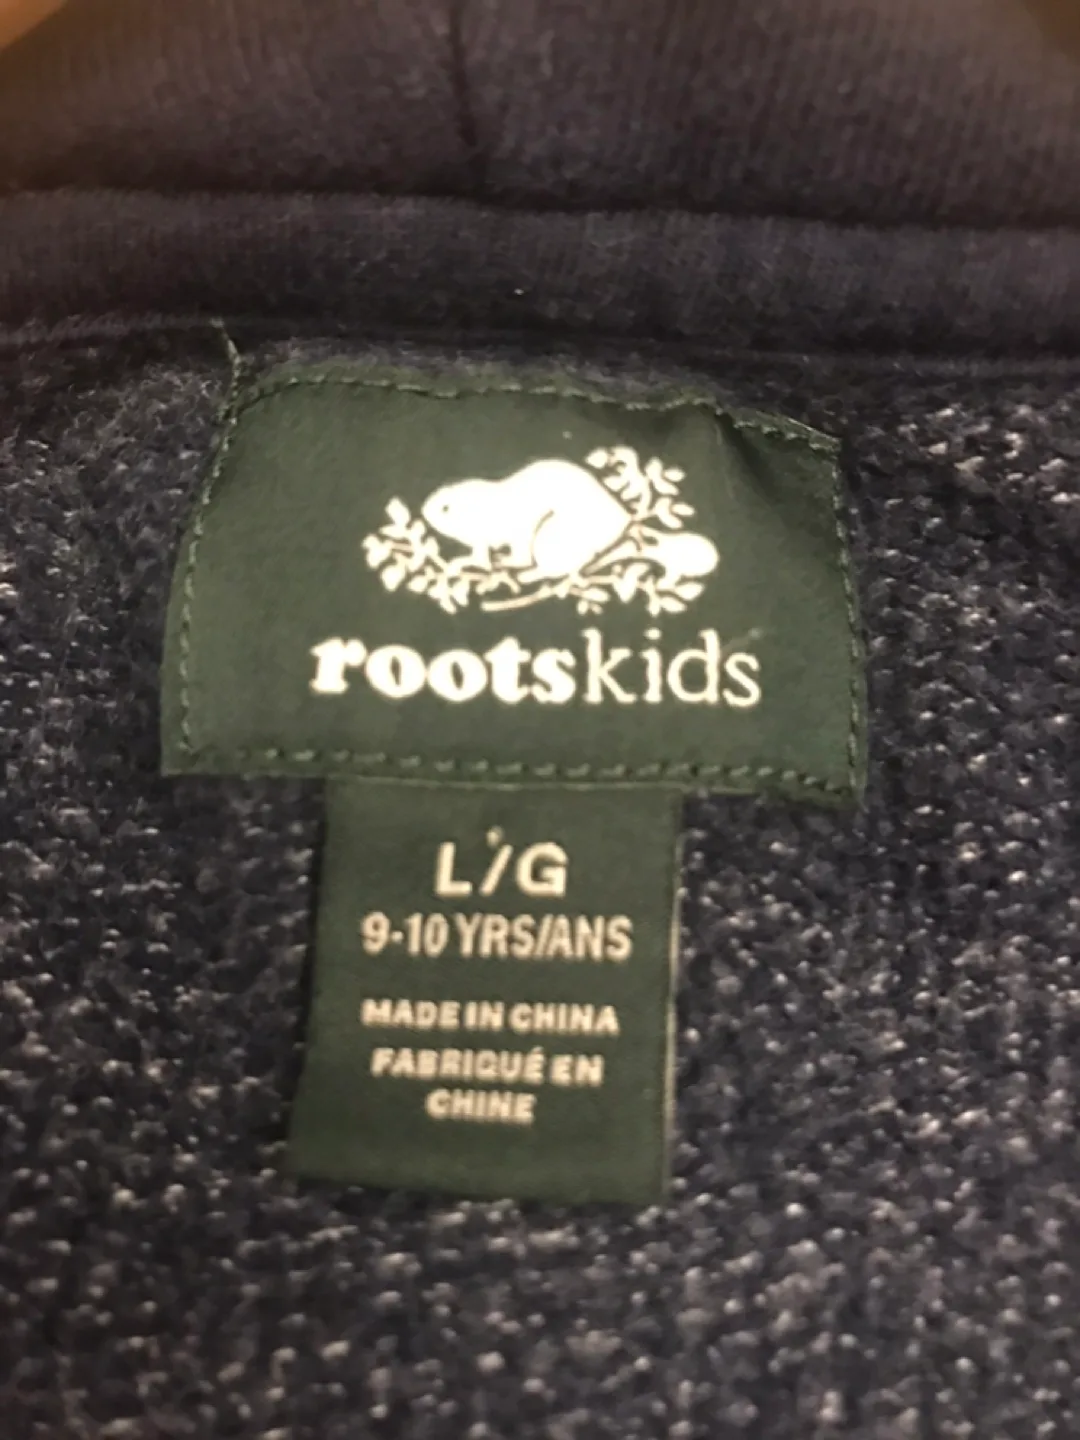 rootskids
L/G
9-10 YRS/ANS
MADE IN CHINA
FABRIQUÉ EN
CHINE